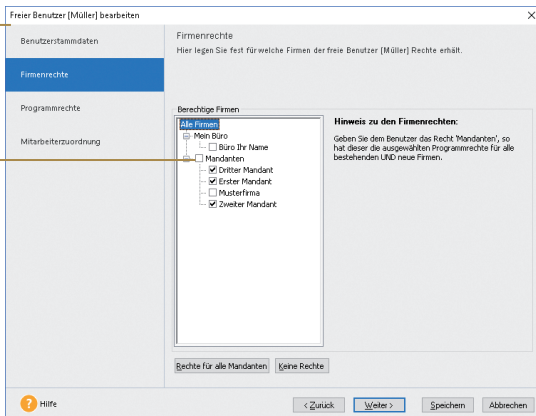 Freier Benutzer [Müller] bearbeiten
Benutzerstammdaten
Firmenrechte
Programmrechte
Mitarbeiterzuordnung
Firmenrechte
Hier legen Sie fest für welche Firmen der freie Benutzer [Müller] Rechte erhält.
Berechtige Firmen
Alle Firmen
Mein Büro
Büro Ihr Name
Mandanten
Dritter Mandant
Erster Mandant
Musterfirma
Zweiter Mandant
Hinweis zu den Firmenrechten:
Geben Sie dem Benutzer das Recht 'Mandanten', so
hat dieser die ausgewählten Programmrechte für alle
bestehenden UND neue Firmen.
Rechte für alle Mandanten
Keine Rechte
? Hilfe
< Zurück
Weiter >
Speichern
Abbrechen